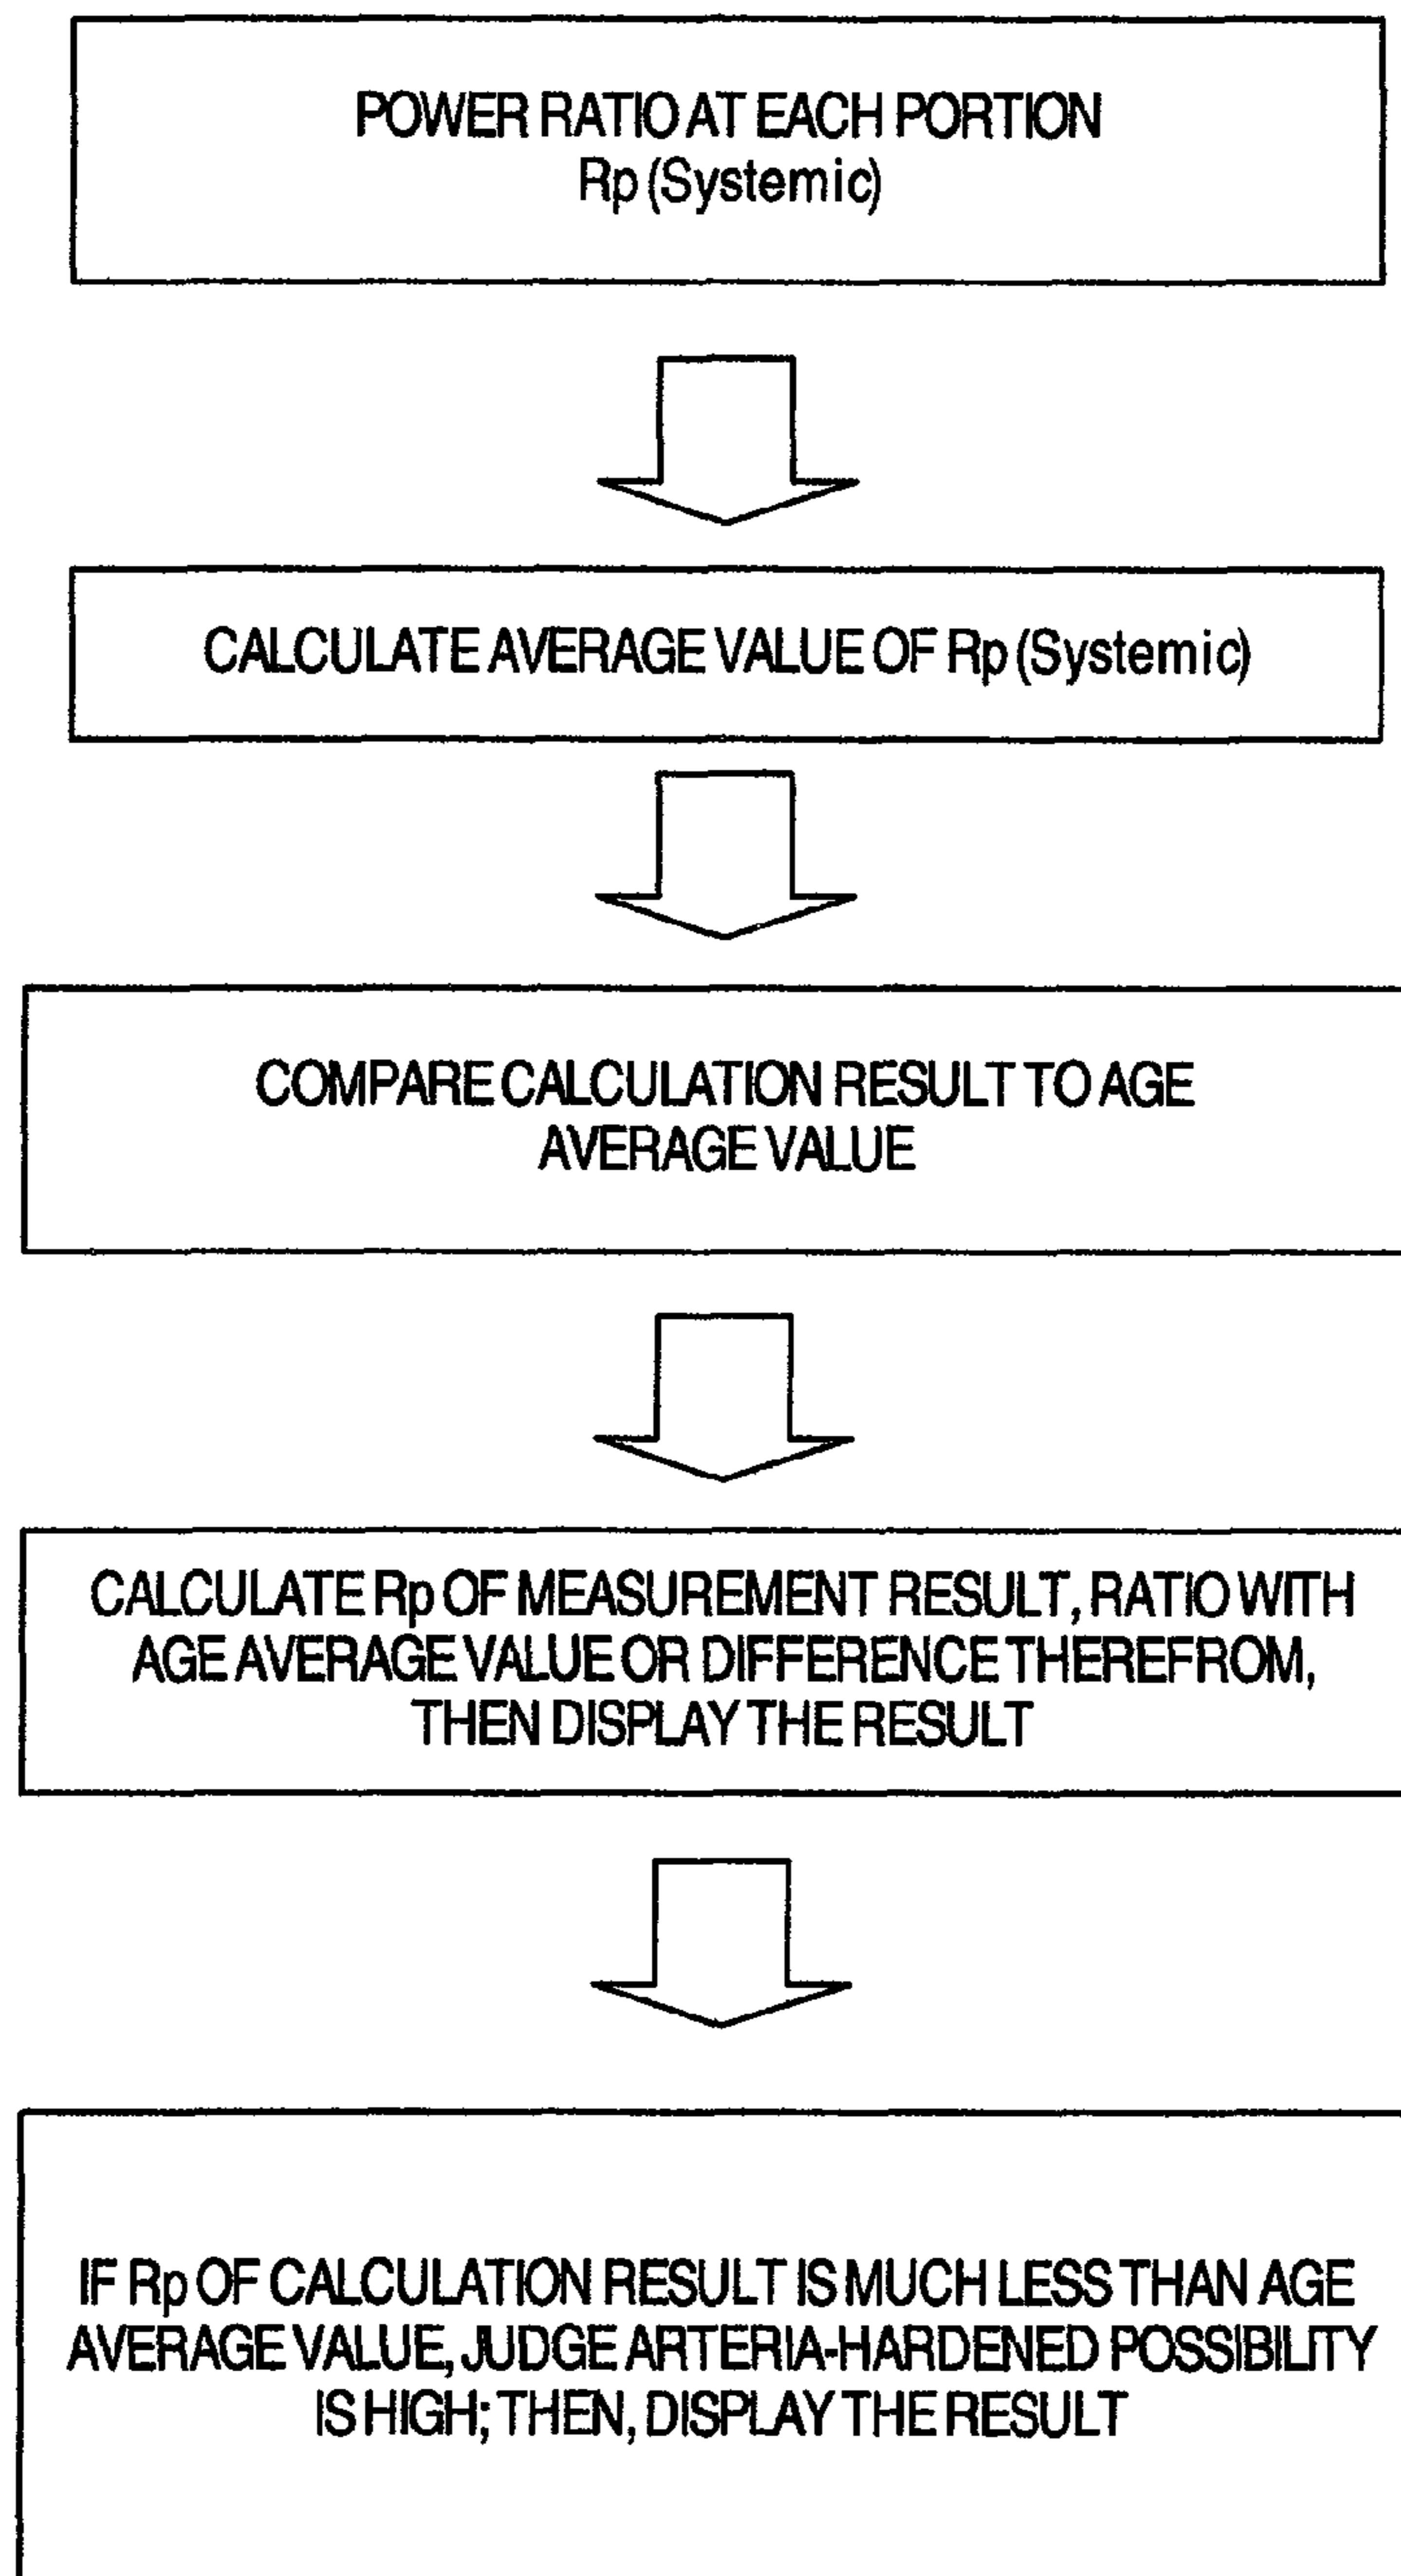 POWER RATIO AT EACH PORTION
Rp (Systemic)
CALCULATE AVERAGE VALUE OF Rp (Systemic)
COMPARE CALCULATION RESULT TO AGE
AVERAGE VALUE
CALCULATE Rp OF MEASUREMENT RESULT, RATIO WITH
AGE AVERAGE VALUE OR DIFFERENCE THEREFROM,
THEN DISPLAY THE RESULT
IF Rp OF CALCULATION RESULT IS MUCH LESS THAN AGE
AVERAGE VALUE, JUDGE ARTERIA-HARDENED POSSIBILITY
IS HIGH; THEN, DISPLAY THE RESULT